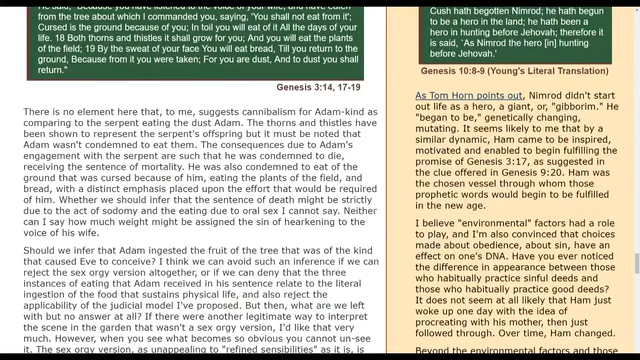 He said, "Because you have listened to the voice of your wife, and have eaten
from the tree about which I commanded you, saying, 'You shall not eat from it';
Cursed is the ground because of you; In toil you will eat of it All the days of your
life. 18 Both thorns and thistles it shall grow for you; And you will eat the plants
of the field; 19 By the sweat of your face You will eat bread, Till you return to the
ground, Because from it you were taken; For you are dust, And to dust you shall
return."
Genesis 3:14, 17-19
There is no element here that, to me, suggests cannibalism for Adam-kind as
comparing to the serpent eating the dust Adam. The thorns and thistles have
been shown to represent the serpent's offspring but it must be noted that
Adam wasn't condemned to eat them. The consequences due to Adam's
engagement with the serpent are such that he was condemned to die,
receiving the sentence of mortality. He was also condemned to eat of the
ground that was cursed because of him, eating the plants of the field, and
bread, with a distinct emphasis placed upon the effort that would be required
of him. Whether we should infer that the sentence of death might be strictly
due to the act of sodomy and the eating due to oral sex I cannot say. Neither
can I say how much weight might be assigned the sin of hearkening to the
voice of his wife.
Should we infer that Adam ingested the fruit of the tree that was of the kind
that caused Eve to conceive? I think we can avoid such an inference if we can
reject the sex orgy version altogether, or if we can deny that the three
instances of eating that Adam received in his sentence relate to the literal
ingestion of the food that sustains physical life, and also reject the
applicability of the judicial model I've proposed. But then, what are we left
with but no answer at all? If there were another legitimate way to interpret
the scene in the garden that wasn't a sex orgy version, I'd like that very
much. However, when you see what becomes so obvious you cannot un-see
it. The sex orgy version, as unappealing to "refined sensibilities" as it is, is
Cush hath begotten Nimrod; he hath begun
to be a hero in the land; he hath been
a hero in hunting before Jehovah; therefore it
is said, 'As Nimrod the hero [in] hunting
before Jehovah.'
Genesis 10:8-9 (Young's Literal Translation)
As Tom Horn points out, Nimrod didn't start
out life as a hero, a giant, or, "gibborim." He
"began to be," genetically changing,
mutating. It seems likely to me that by a
similar dynamic, Ham came to be inspired,
motivated and enabled to begin fulfilling the
promise of Genesis 3:17, as suggested in
the clue offered in Genesis 9:20. Ham was
the chosen vessel through whom those
prophetic words would begin to be fulfilled
in the new age.
I believe "environmental" factors had a role
to play, and I'm also convinced that choices
made about obedience, about sin, have an
effect on one's DNA. Have you ever noticed
the difference in appearance between those
who habitually practice sinful deeds and
those who habitually practice good deeds?
It does not seem at all likely that Ham just
woke up one day with the idea of
procreating with his mother, then just
followed through. Over time, Ham changed.
Beyond the environmental factors and those